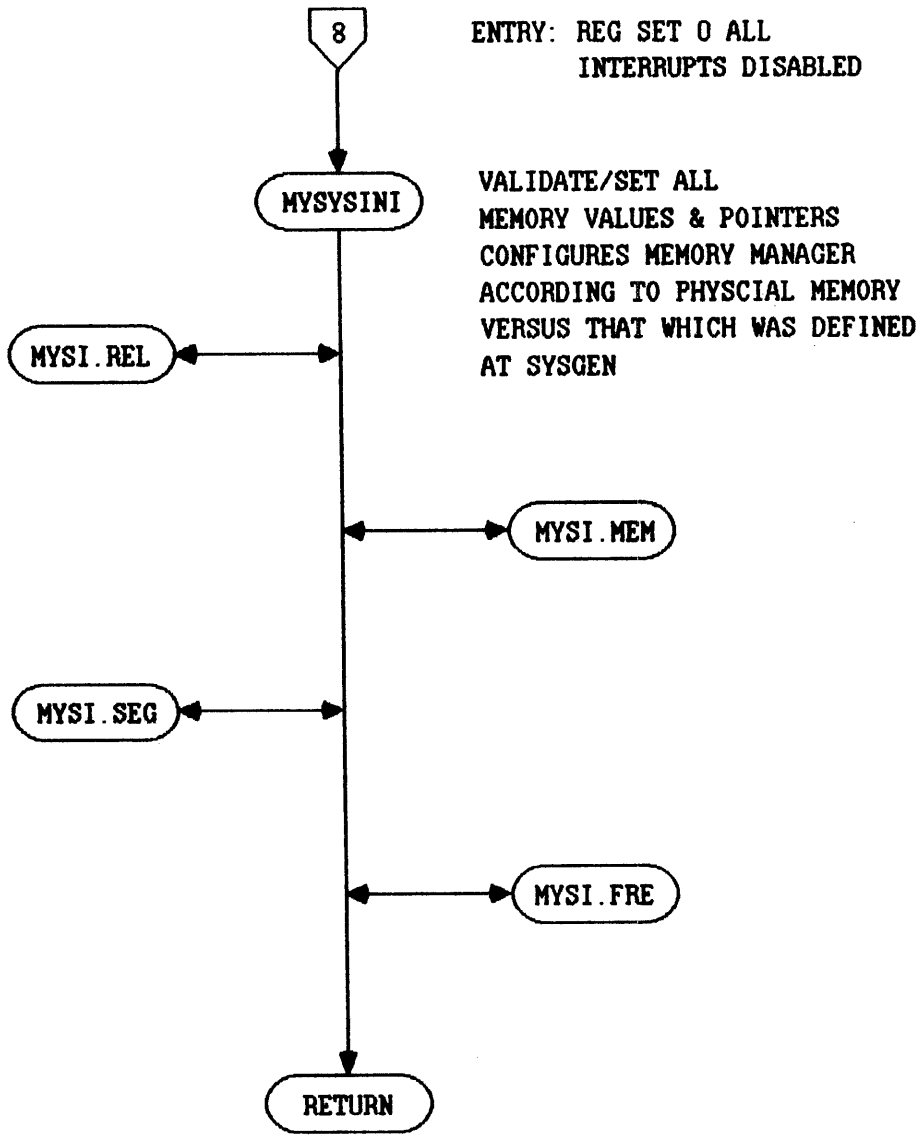 8
ENTRY: REG SET 0 ALL
INTERRUPTS DISABLED
MYSYSINI
VALIDATE/SET ALL
MEMORY VALUES & POINTERS
CONFIGURES MEMORY MANAGER
ACCORDING TO PHYSCIAL MEMORY
VERSUS THAT WHICH WAS DEFINED
AT SYSGEN
MYSI.REL
MYSI.MEM
MYSI.SEG
MYSI.FRE
RETURN